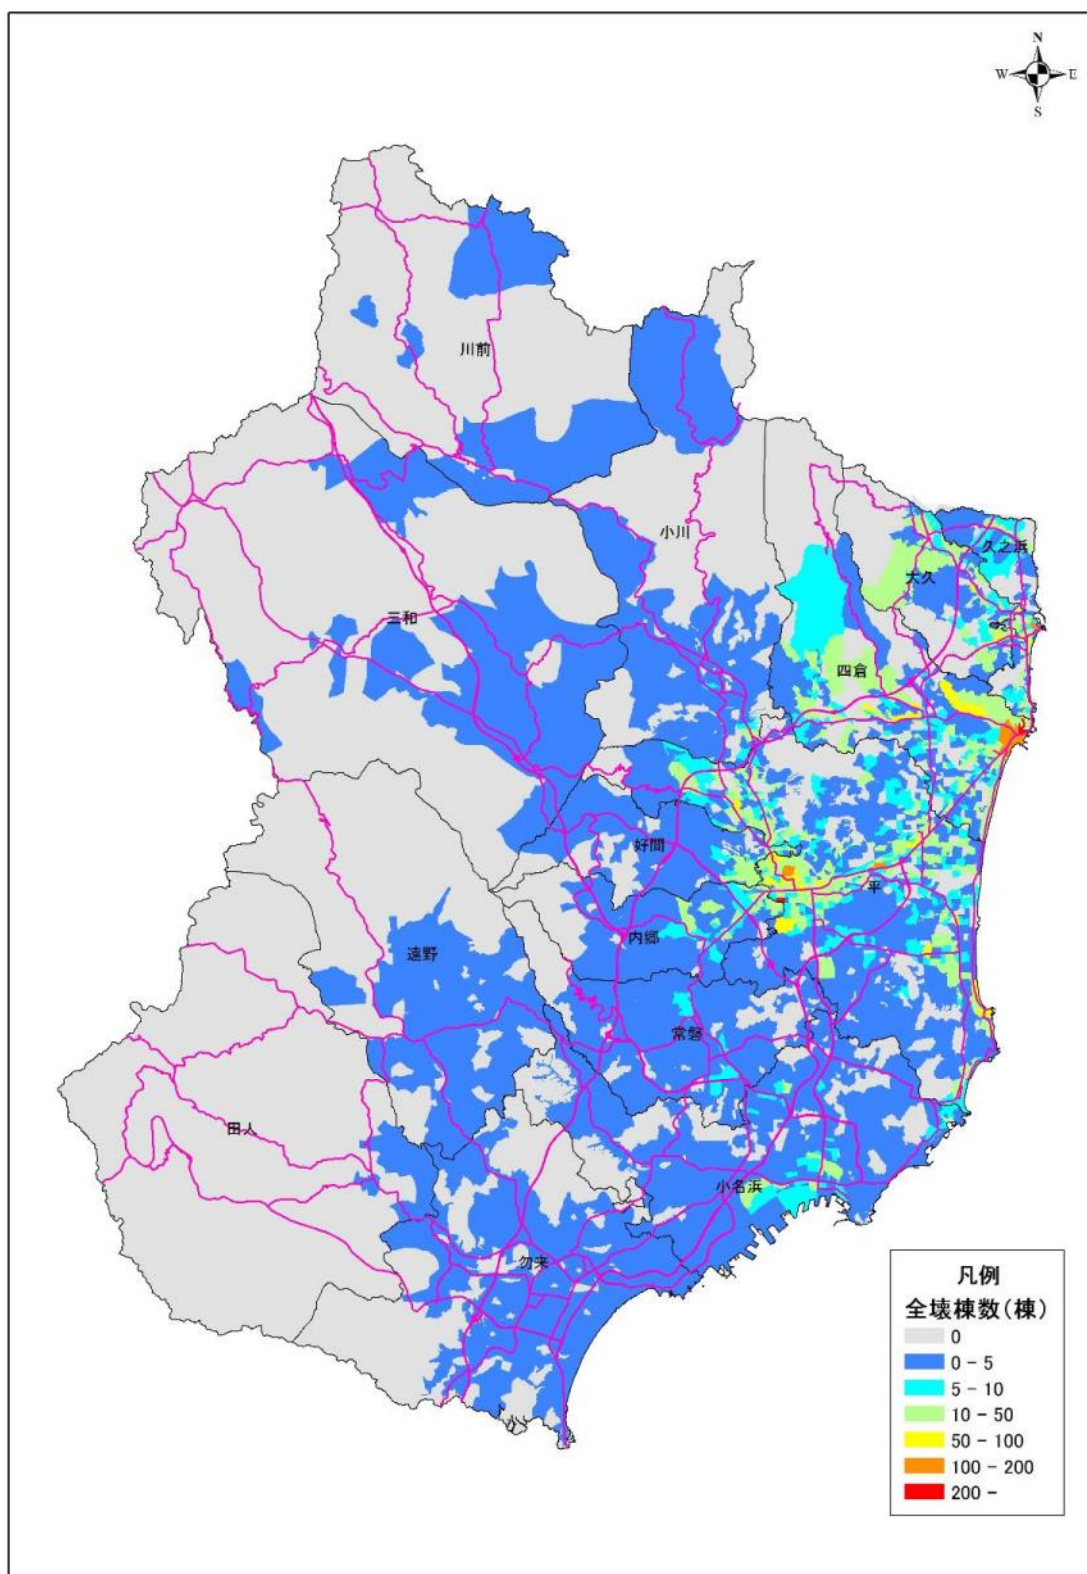 N
W E
S
川前
小川
久之浜
大久
三和
四倉
好間
平
内郷
遠野
常磐
田人
小名浜
勿来
凡例
全壊棟数(棟)
0
0 - 5
5 - 10
10 - 50
50 - 100
100 - 200
200 -